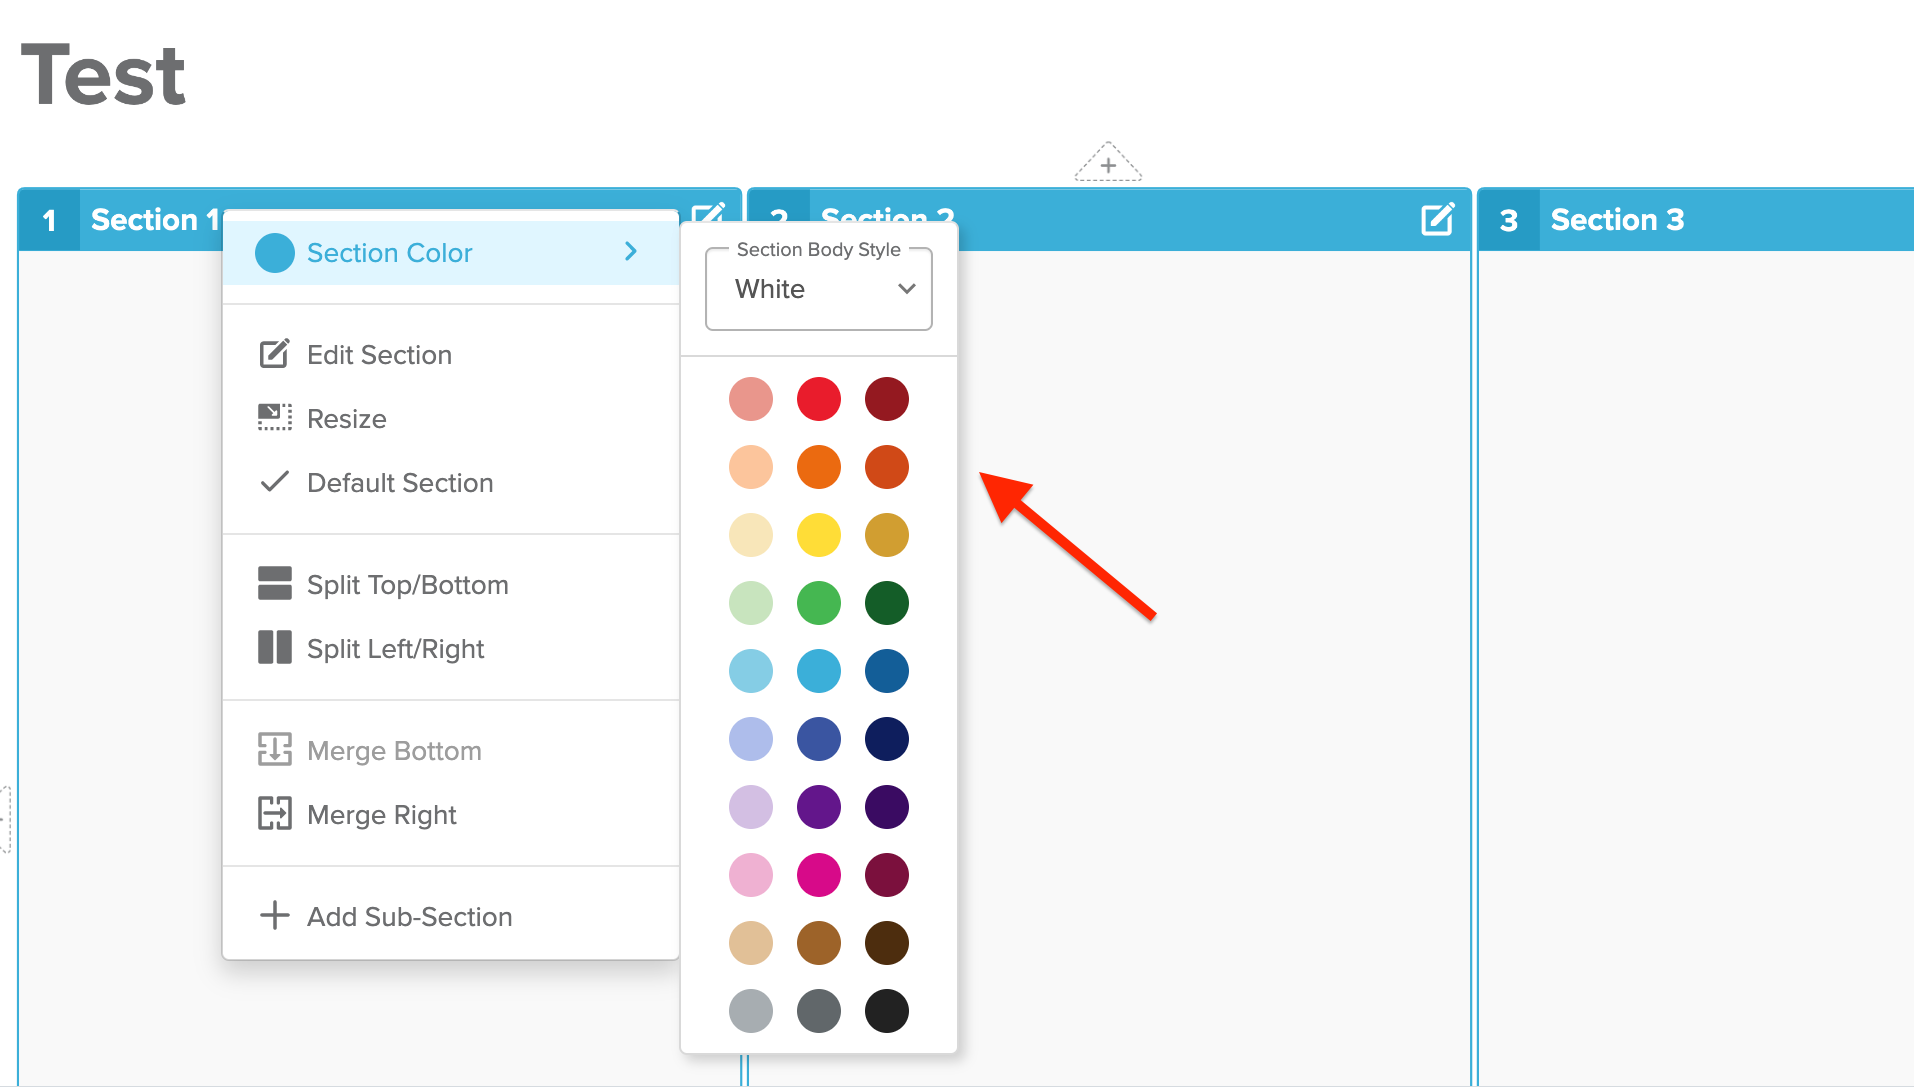 Test
1 Section 1
2 Section 2
3 Section 3
Section Color
Edit Section
Resize
Default Section
Split Top/Bottom
Split Left/Right
Merge Bottom
Merge Right
Add Sub-Section
Section Body Style
White